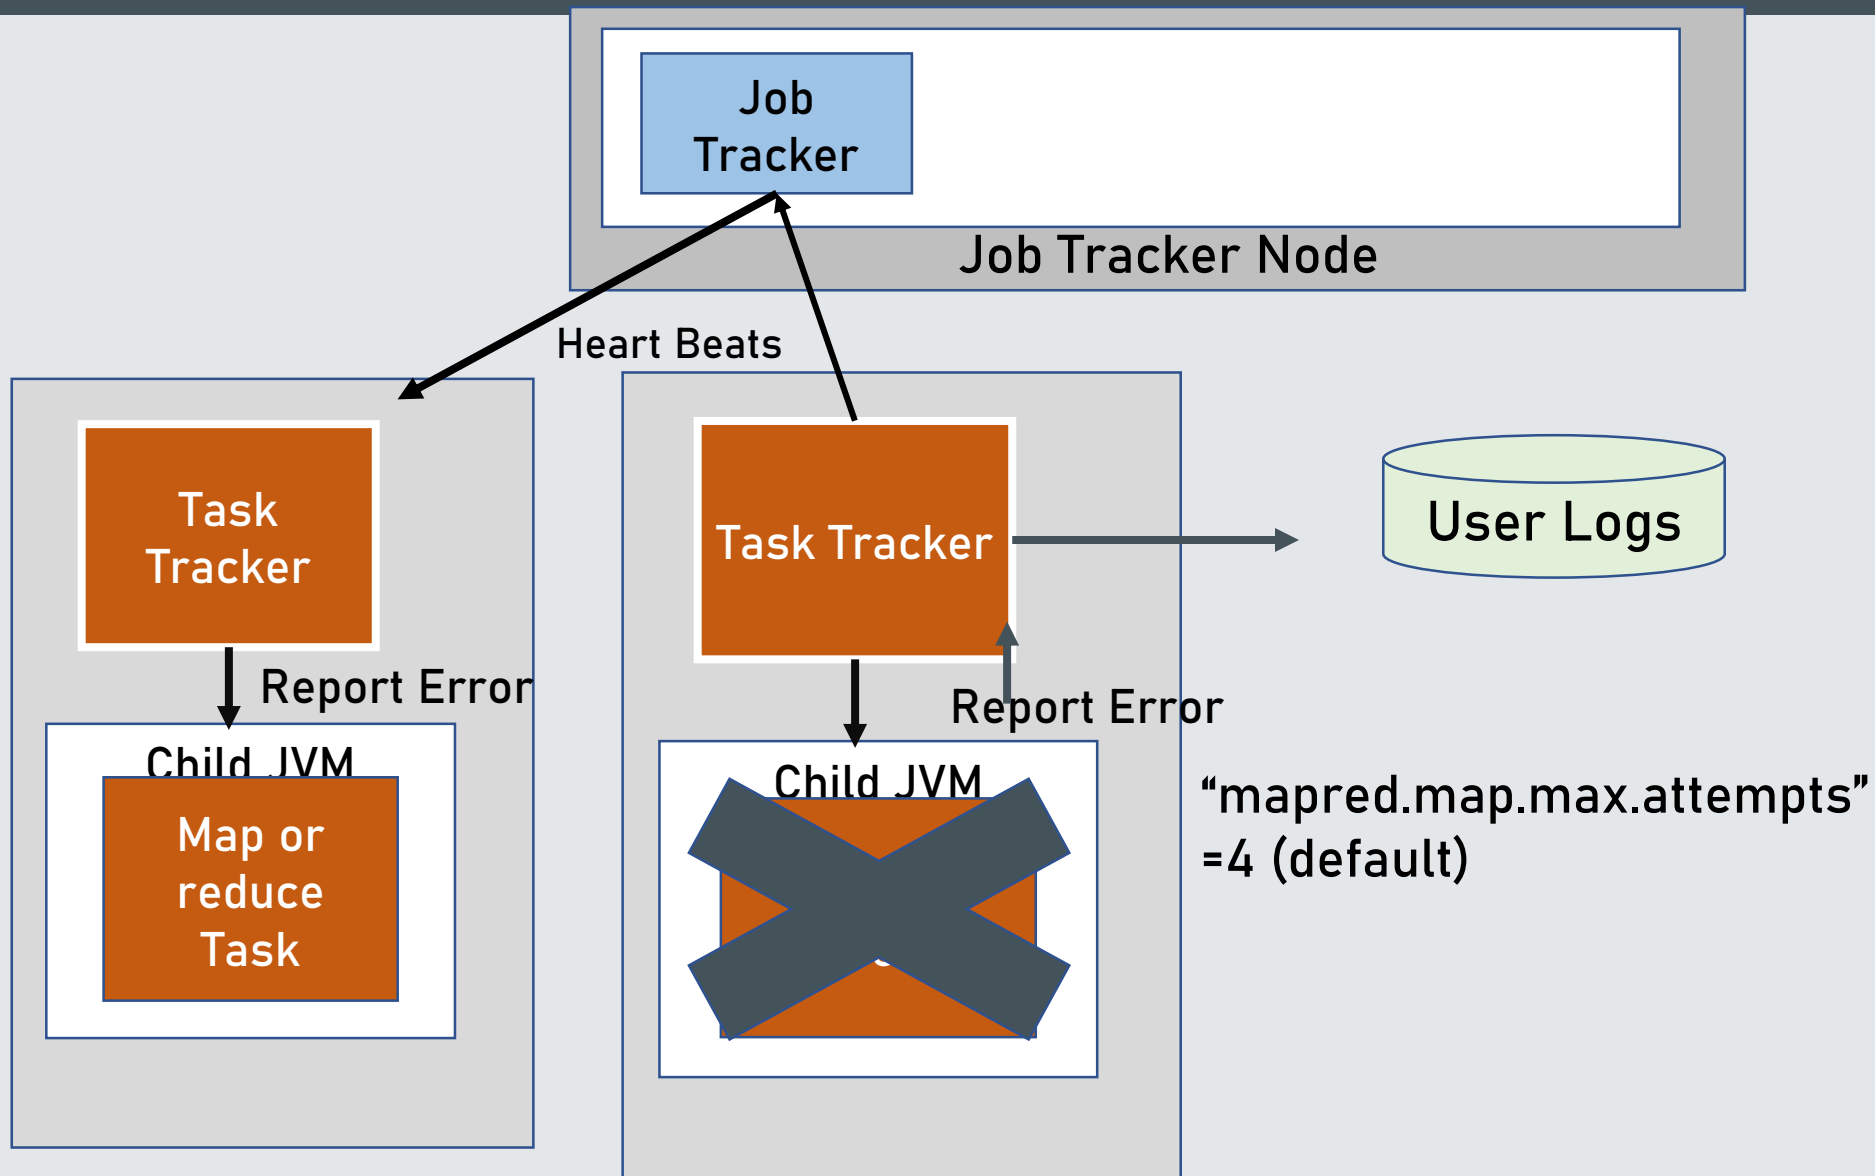 Job
Tracker
Job Tracker Node
Heart Beats
Task
Tracker
Report Error
Child JVM
Map or
reduce
Task
Task Tracker
Report Error
Child JVM
User Logs
“mapred.map.max.attempts”
=4 (default)